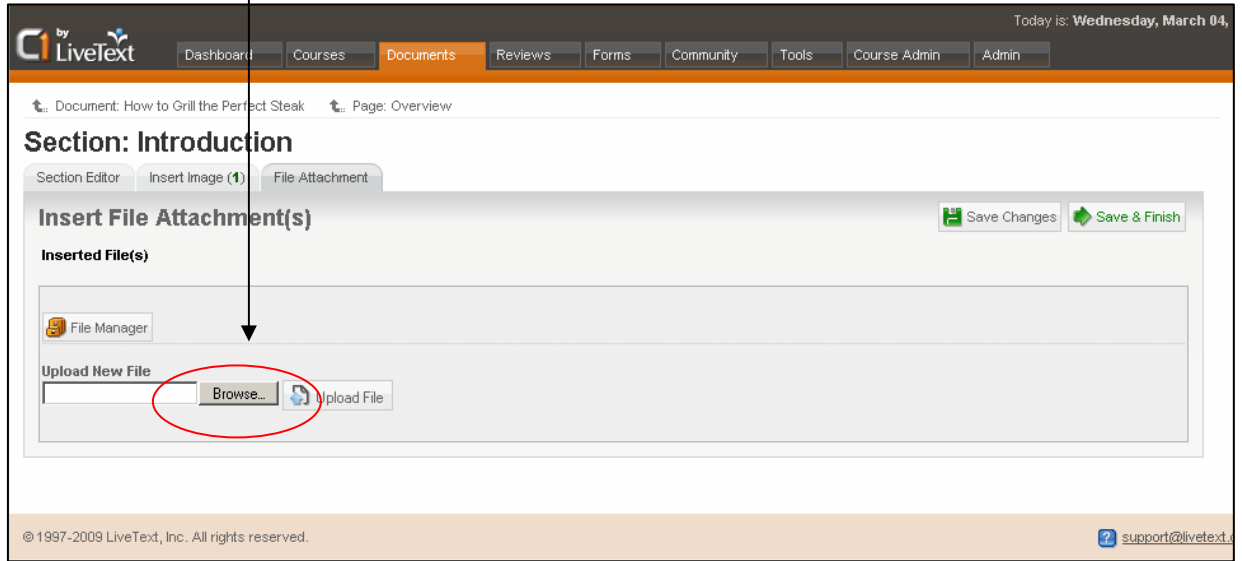 Today is: Wednesday, March 04,
C1 by LiveText
Dashboard Courses Documents Reviews Forms Community Tools Course Admin Admin
Document: How to Grill the Perfect Steak Page: Overview
Section: Introduction
Section Editor Insert Image (1) File Attachment
Insert File Attachment(s) Save Changes Save & Finish
Inserted File(s)
File Manager
Upload New File
Browse... Upload File
© 1997-2009 LiveText, Inc. All rights reserved. ? support@livetext.